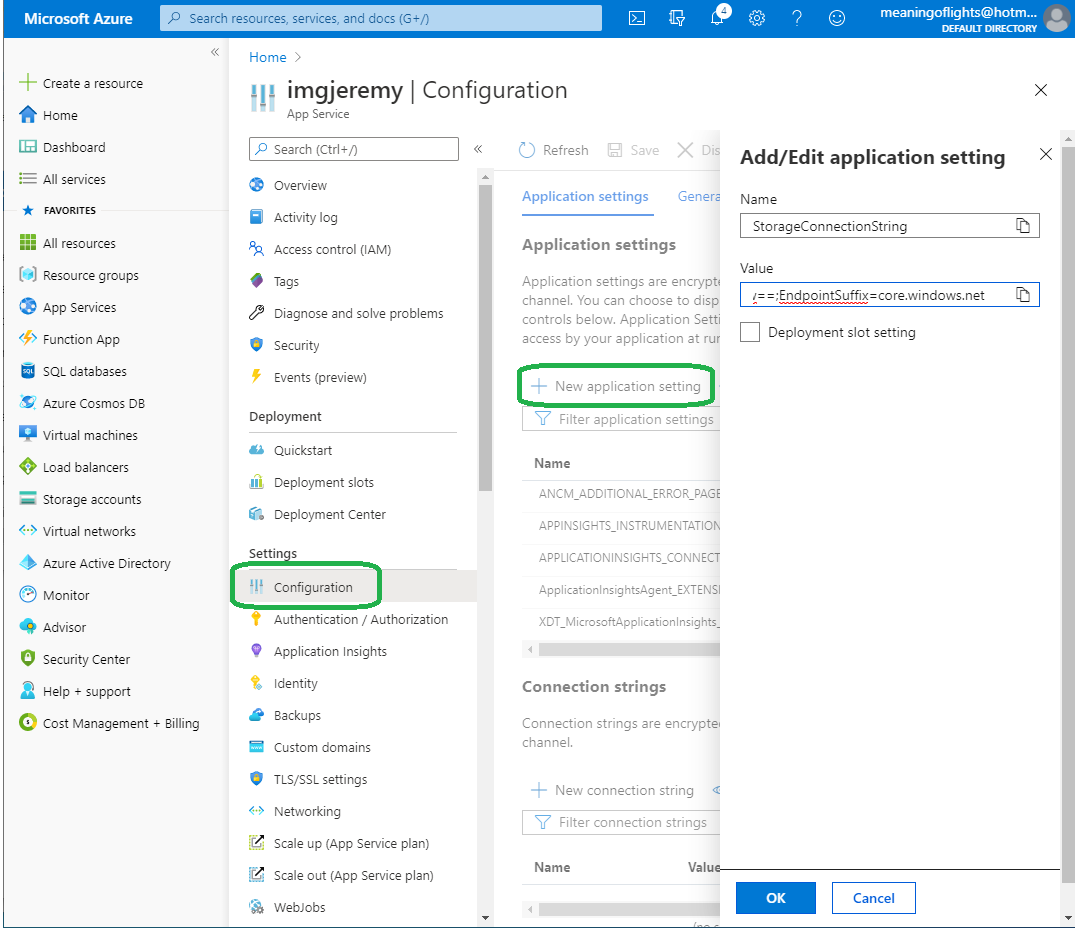 Microsoft Azure
Search resources, services, and docs (G+/)
4
meaningoflights@hotm...
DEFAULT DIRECTORY
«
Create a resource
Home
Dashboard
All services
FAVORITES
All resources
Resource groups
App Services
Function App
SQL databases
Azure Cosmos DB
Virtual machines
Load balancers
Storage accounts
Virtual networks
Azure Active Directory
Monitor
Advisor
Security Center
Help + support
Cost Management + Billing
Home >
imgjeremy | Configuration
App Service
Search (Ctrl+/)
«
Overview
Activity log
Access control (IAM)
Tags
Diagnose and solve problems
Security
Events (preview)
Deployment
Quickstart
Deployment slots
Deployment Center
Settings
Configuration
Authentication / Authorization
Application Insights
Identity
Backups
Custom domains
TLS/SSL settings
Networking
Scale up (App Service plan)
Scale out (App Service plan)
WebJobs
Refresh Save Dis
Application settings Genera
Application settings
Application settings are encrypte
channel. You can choose to disp
controls below. Application Setti
access by your application at rur
New application setting
Filter application settings
Name
ANCM_ADDITIONAL_ERROR_PAGE
APPINSIGHTS_INSTRUMENTATION
APPLICATIONINSIGHTS_CONNECT
ApplicationInsightsAgent_EXTENSI
XDT_MicrosoftApplicationInsights_
Connection strings
Connection strings are encrypte
channel.
New connection string
Filter connection strings
Name Value
(no c
Add/Edit application setting
Name
StorageConnectionString
Value
==;EndpointSuffix=core.windows.net
Deployment slot setting
OK Cancel